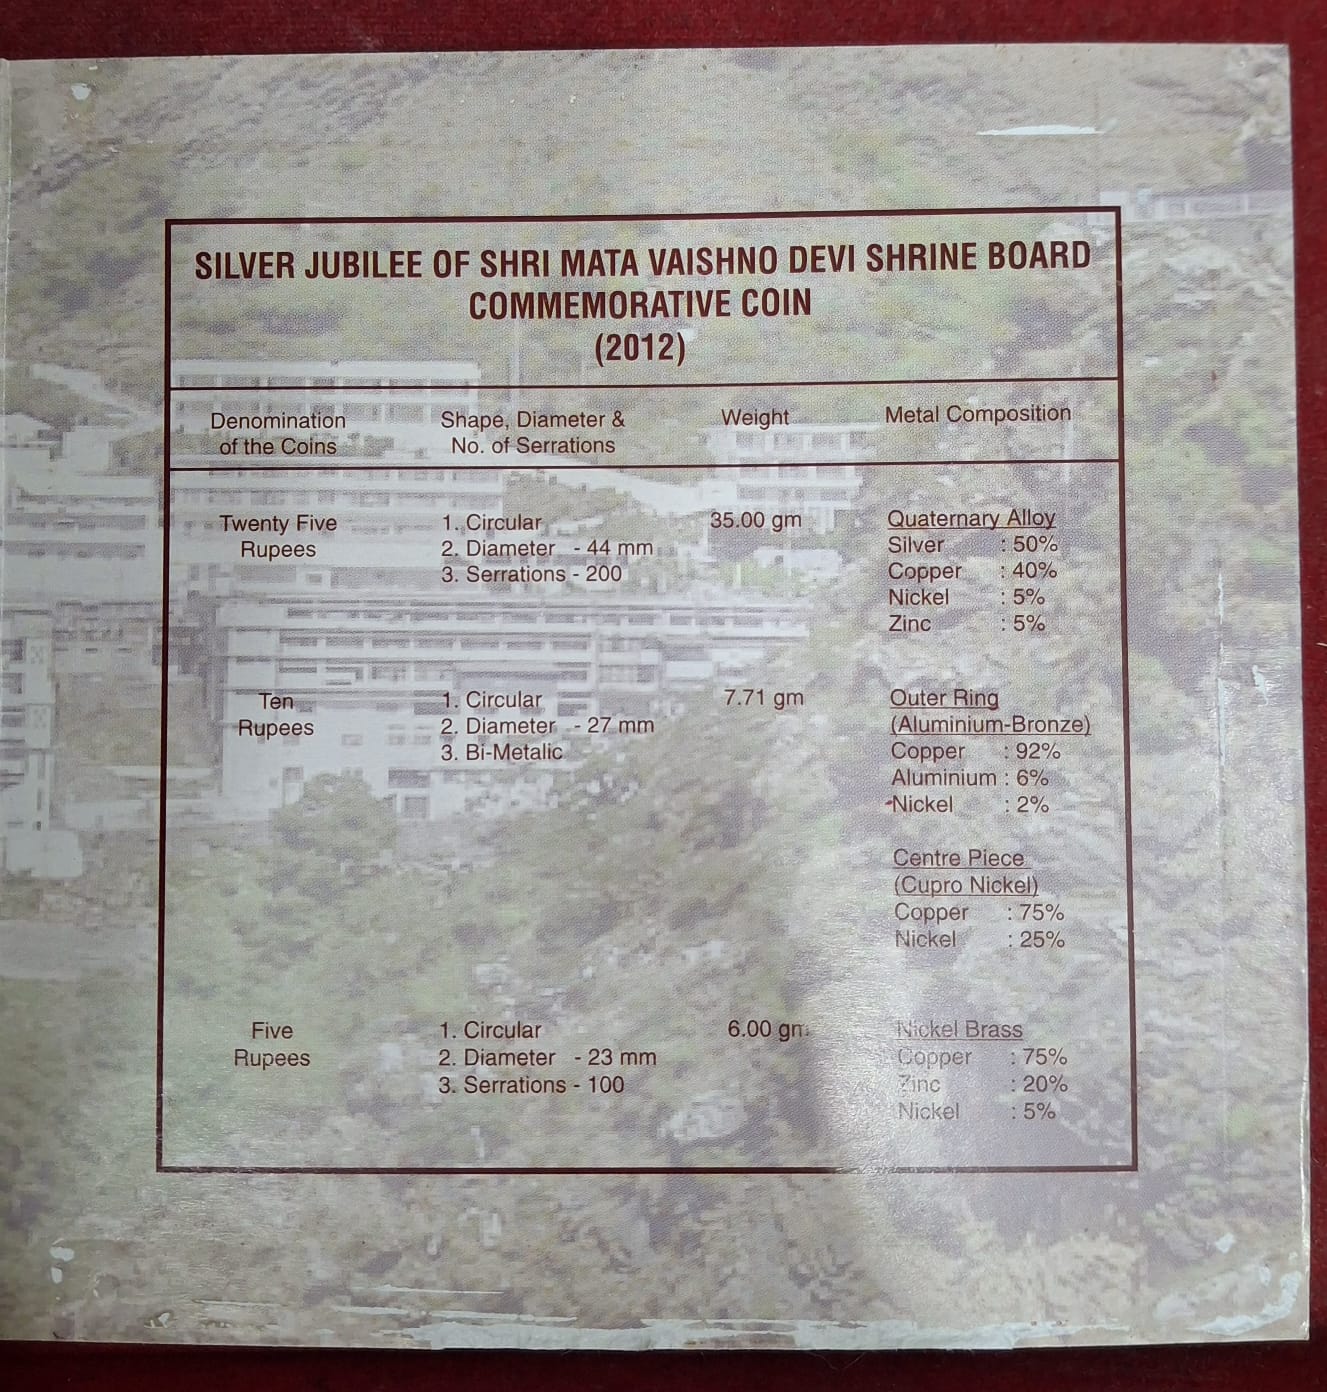 SILVER JUBILEE OF SHRI MATA VAISHNO DEVI SHRINE BOARD
COMMEMORATIVE COIN
(2012)
Denomination of the Coins
Shape, Diameter & No. of Serrations
Weight
Metal Composition
Twenty Five
Rupees
1. Circular
2. Diameter - 44 mm
3. Serrations - 200
35.00 gm
Quaternary Alloy
Silver : 50%
Copper : 40%
Nickel : 5%
Zinc : 5%
Ten
Rupees
1. Circular
2. Diameter - 27 mm
3. Bi-Metalic
7.71 gm
Outer Ring
(Aluminium-Bronze)
Copper : 92%
Aluminium : 6%
Nickel : 2%
Centre Piece
(Cupro Nickel)
Copper : 75%
Nickel : 25%
Five
Rupees
1. Circular
2. Diameter - 23 mm
3. Serrations - 100
6.00 gm
Nickel Brass
Copper : 75%
Zinc : 20%
Nickel : 5%